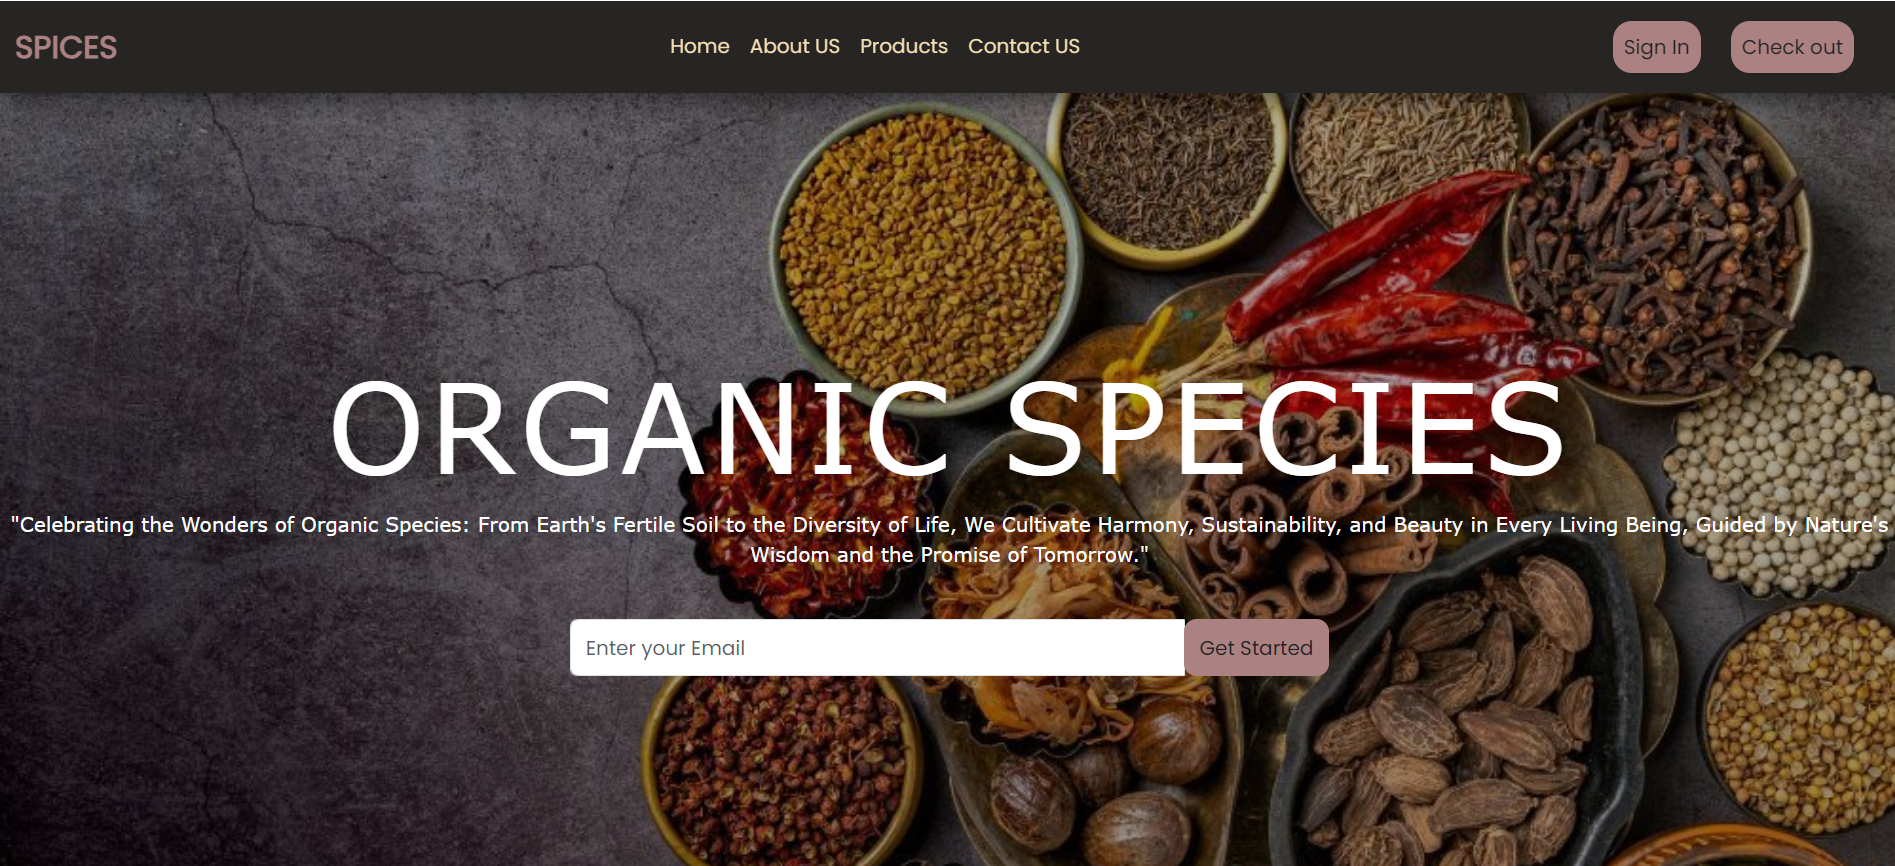 SPICES
Home About US Products Contact US
Sign In Check out
ORGANIC SPECIES
"Celebrating the Wonders of Organic Species: From Earth's Fertile Soil to the Diversity of Life, We Cultivate Harmony, Sustainability, and Beauty in Every Living Being, Guided by Nature's
Wisdom and the Promise of Tomorrow."
Enter your Email Get Started